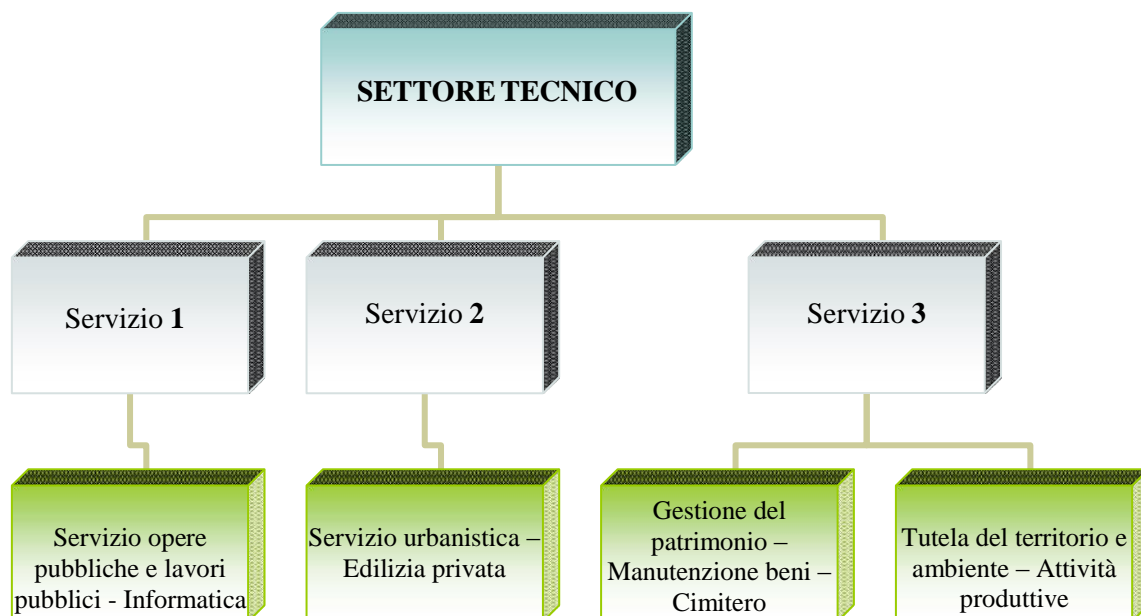 SETTORE TECNICO
Servizio 1
Servizio 2
Servizio 3
Servizio opere
pubbliche e lavori
pubblici - Informatica
Servizio urbanistica –
Edilizia privata
Gestione del
patrimonio –
Manutenzione beni –
Cimitero
Tutela del territorio e
ambiente – Attività
produttive